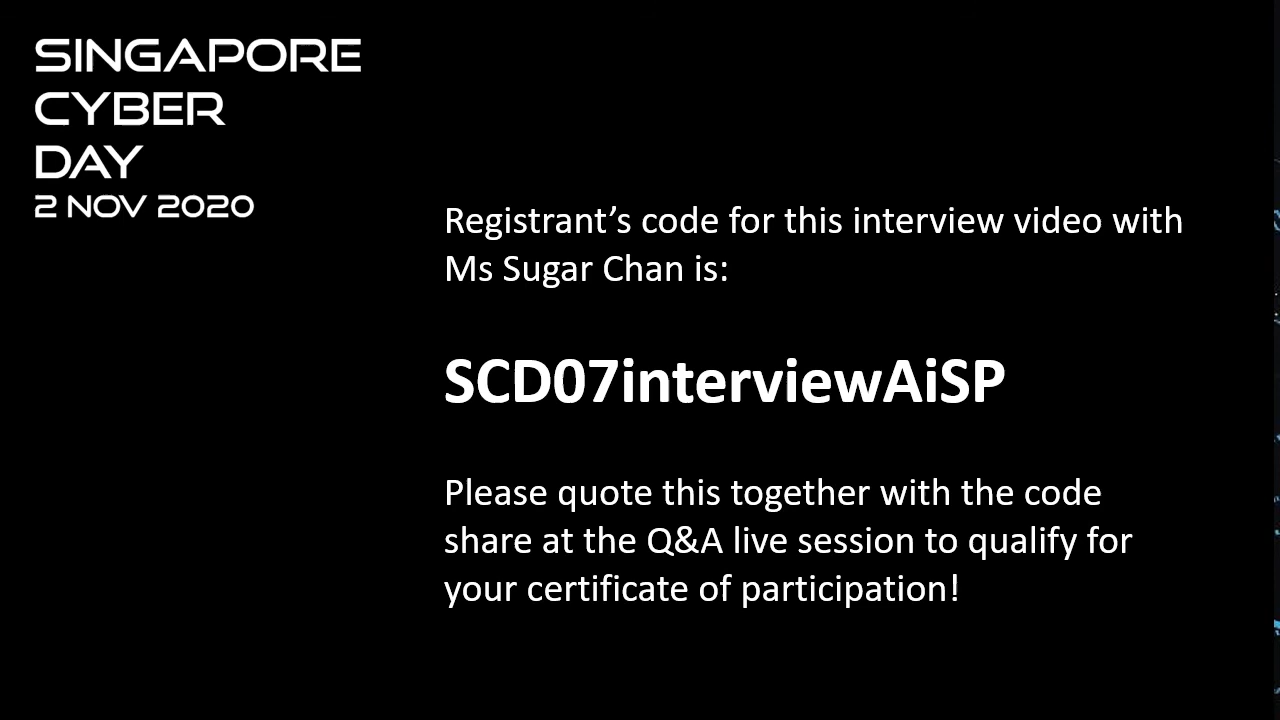 SINGAPORE
CYBER
DAY
2 NOV 2020
Registrant’s code for this interview video with
Ms Sugar Chan is:
SCD07interviewAiSP
Please quote this together with the code
share at the Q&A live session to qualify for
your certificate of participation!